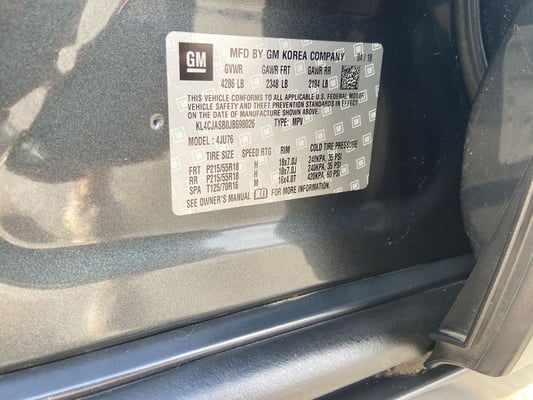 GM
MFD BY GM KOREA COMPANY 04 / 18
GVWR GAWR FRT GAWR RR
4286 LB 2348 LB 2194 LB
THIS VEHICLE CONFORMS TO ALL APPLICABLE U.S. FEDERAL MOTOR
VEHICLE SAFETY AND THEFT PREVENTION STANDARDS IN EFFECT ON THE
DATE OF MANUFACTURE SHOWN ABOVE.
KL4CJASB0JB698026 TYPE: MPV
MODEL: 4JU76
TIRE SIZE SPEED RTG RIM COLD TIRE PRESSURE
FRT P215/55R18 H 18x7.0J 240KPA, 35 PSI
RR P215/55R18 H 18x7.0J 240KPA, 35 PSI
SPA T125/70R16 M 16x4.0T 420KPA, 60 PSI
SEE OWNER'S MANUAL FOR MORE INFORMATION.